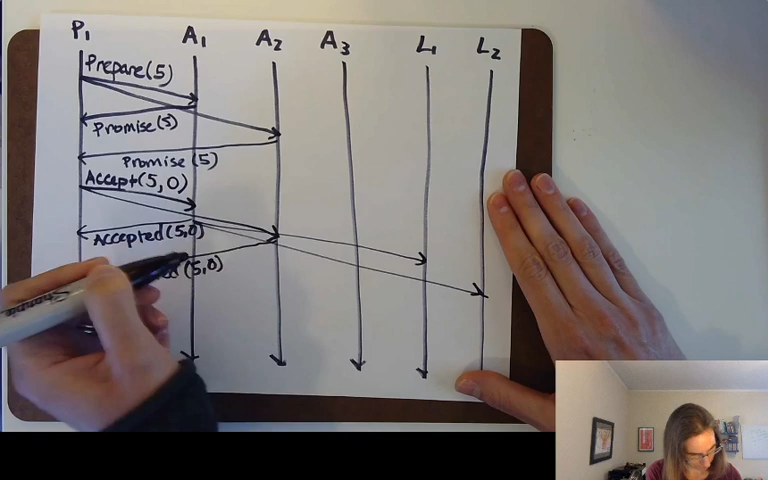 P1 A1 A2 A3 L1 L2
Prepare(5)
Promise(5)
Promise(5)
Accept(5,0)
Accepted(5,0)
(5,0)
Sharpie